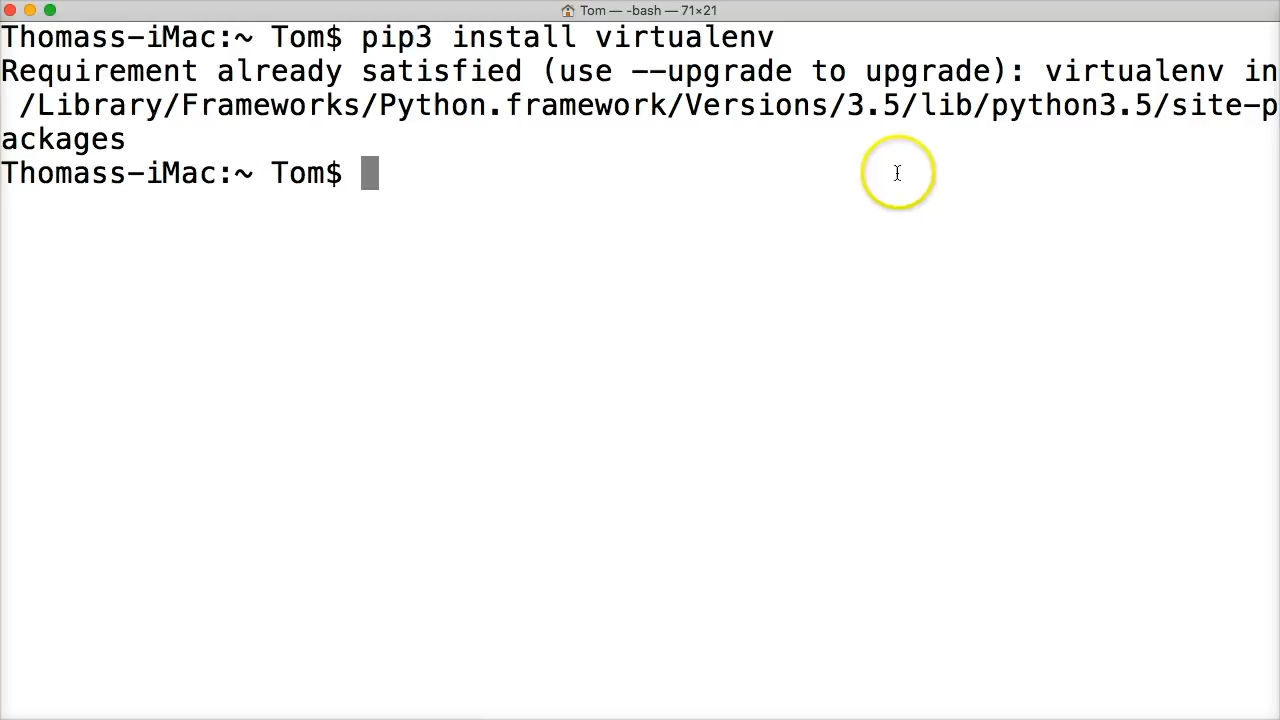 Tom — -bash — 71×21
Thomass-iMac:~ Tom$ pip3 install virtualenv
Requirement already satisfied (use --upgrade to upgrade): virtualenv in
/Library/Frameworks/Python.framework/Versions/3.5/lib/python3.5/site-p
ackages
Thomass-iMac:~ Tom$